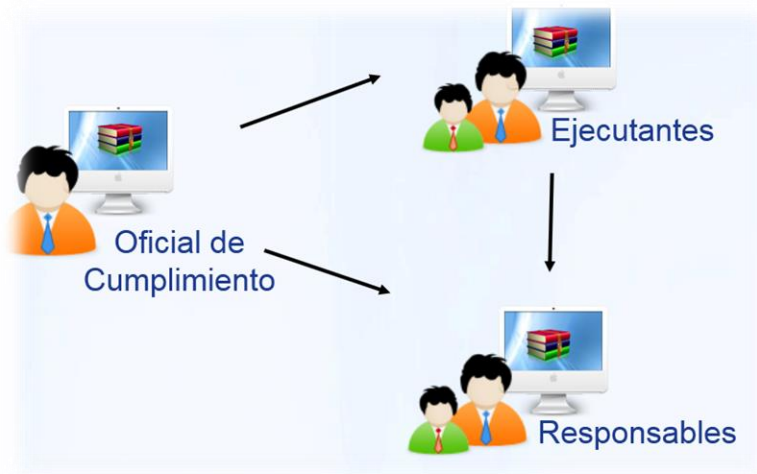 Ejecutantes
Oficial de
Cumplimiento
Responsables